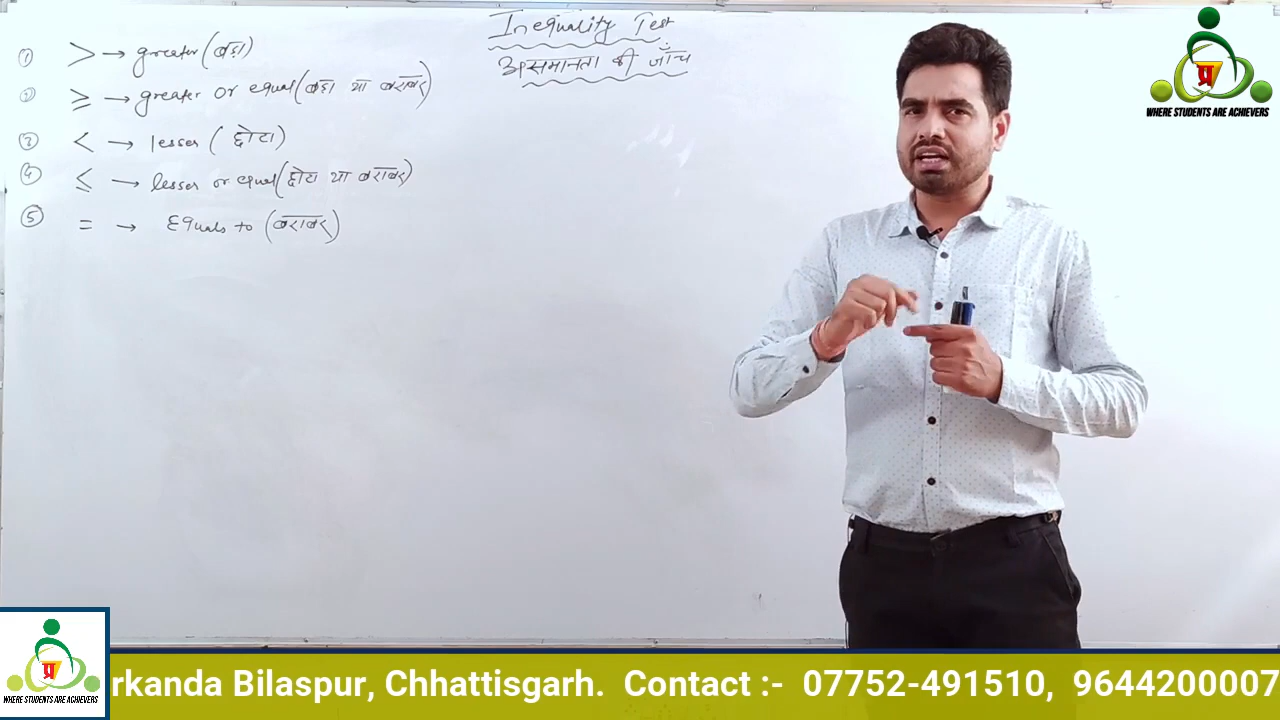 Inequality Test
असमानता की जाँच
① > → greater (बड़ा)
② ≥ → greater or equal (बड़ा या बराबर)
③ < → lesser (छोटा)
④ ≤ → lesser or equal (छोटा या बराबर)
⑤ = → Equals to (बराबर)
प्र
WHERE STUDENTS ARE ACHIEVERS
प्र
WHERE STUDENTS ARE ACHIEVERS
rkanda Bilaspur, Chhattisgarh. Contact :- 07752-491510, 9644200007